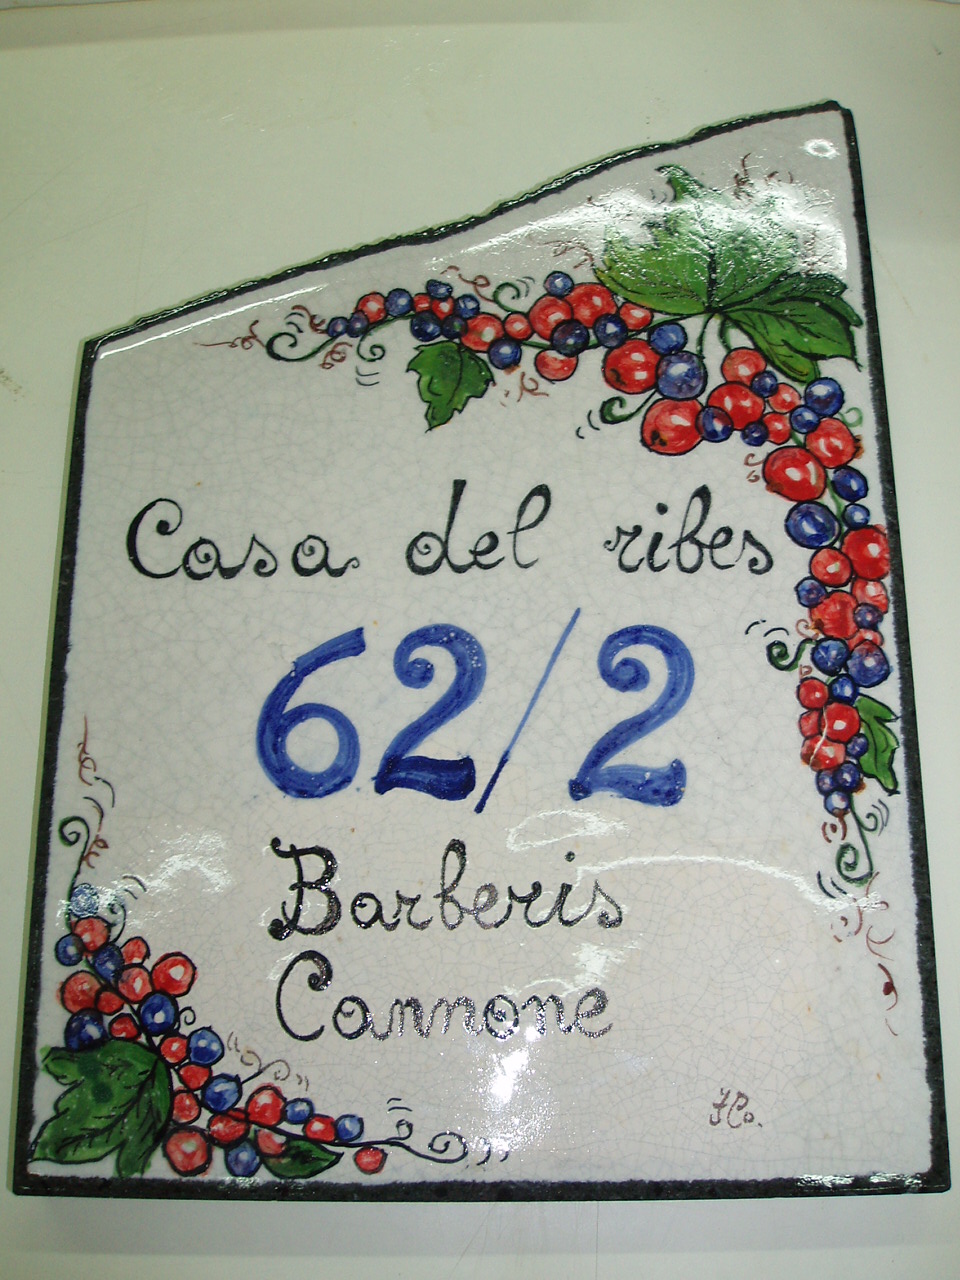 Casa del ribes
62/2
Barberis
Cannone